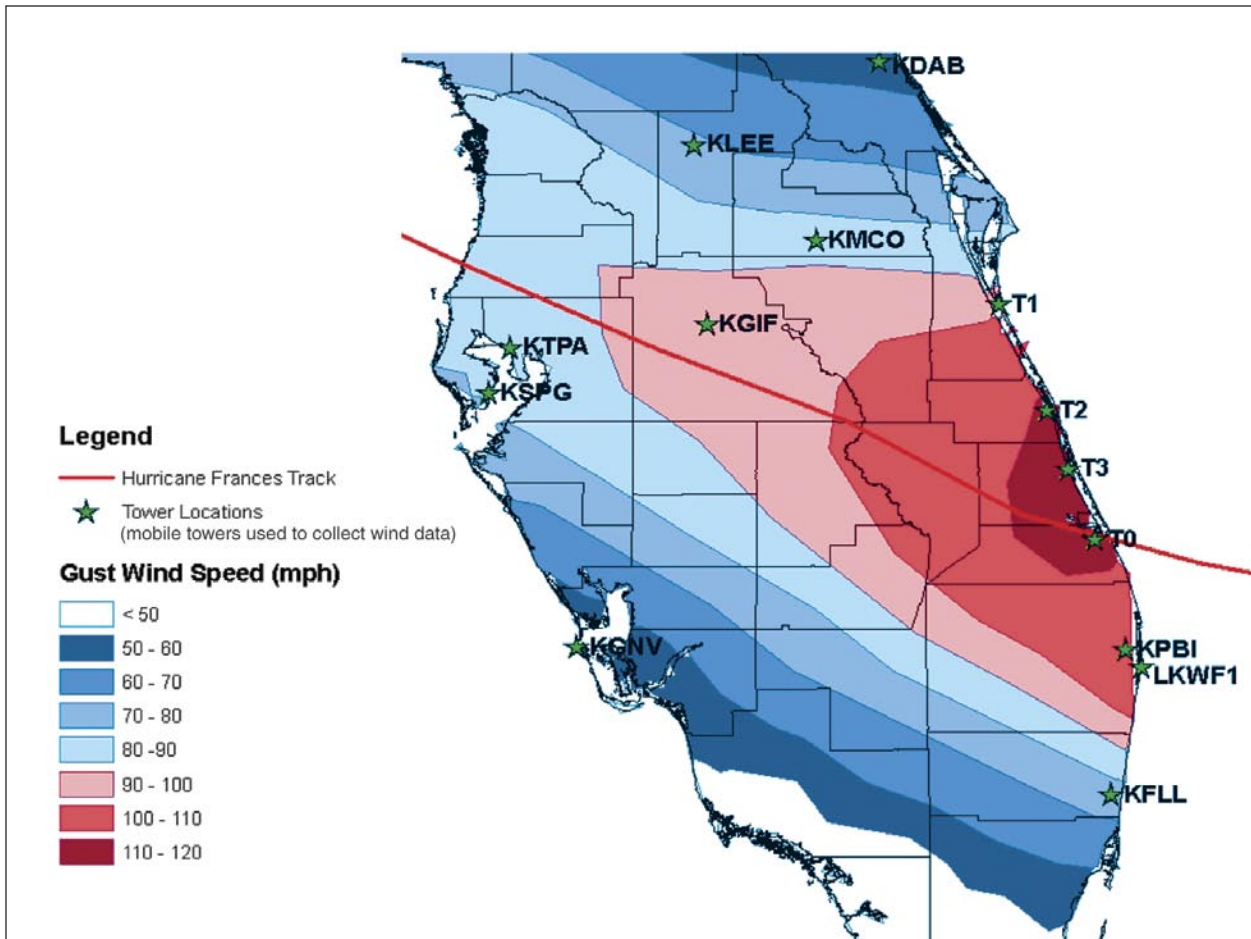 KDAB
KLEE
KMCO
T1
KGIF
KTPA
KSPG
T2
T3
T0
KCNV
KPBI
LKWF1
KFLL
Legend
Hurricane Frances Track
Tower Locations
(mobile towers used to collect wind data)
Gust Wind Speed (mph)
< 50
50 - 60
60 - 70
70 - 80
80 -90
90 - 100
100 - 110
110 - 120